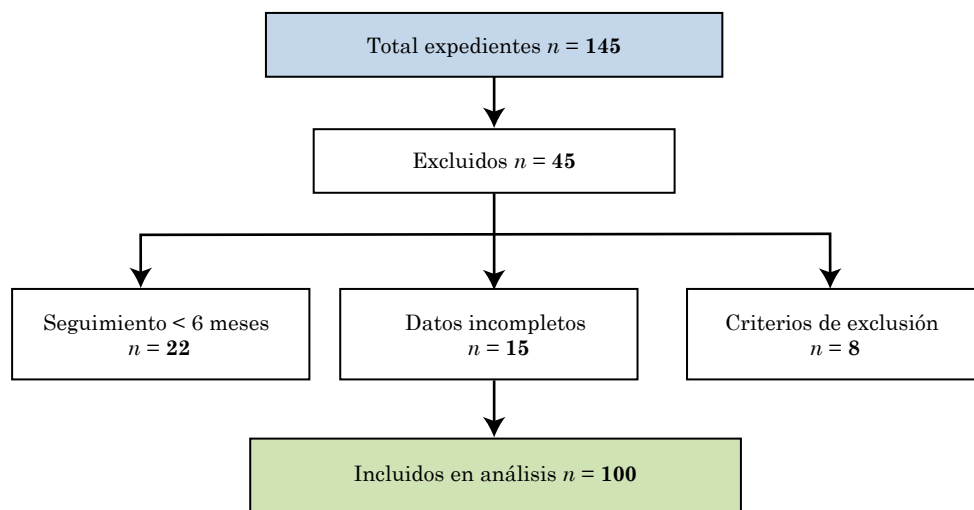 Total expedientes n = 145
Excluidos n = 45
Seguimiento < 6 meses
n = 22
Datos incompletos
n = 15
Criterios de exclusión
n = 8
Incluidos en análisis n = 100